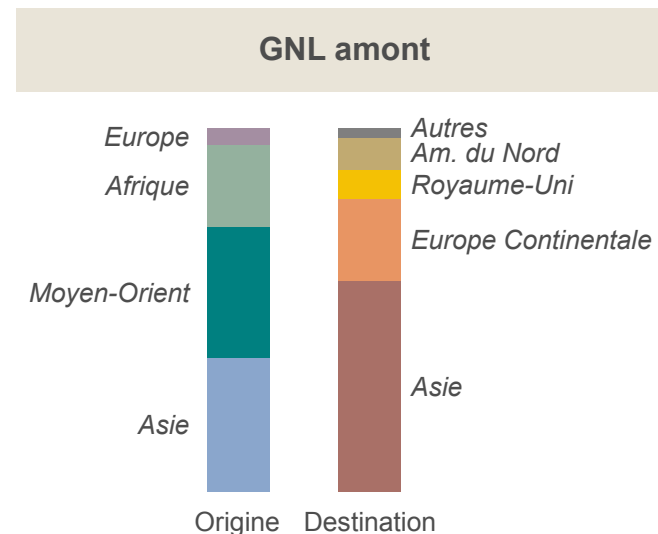 GNL amont
Europe
Afrique
Moyen-Orient
Asie
Autres
Am. du Nord
Royaume-Uni
Europe Continentale
Asie
Origine
Destination